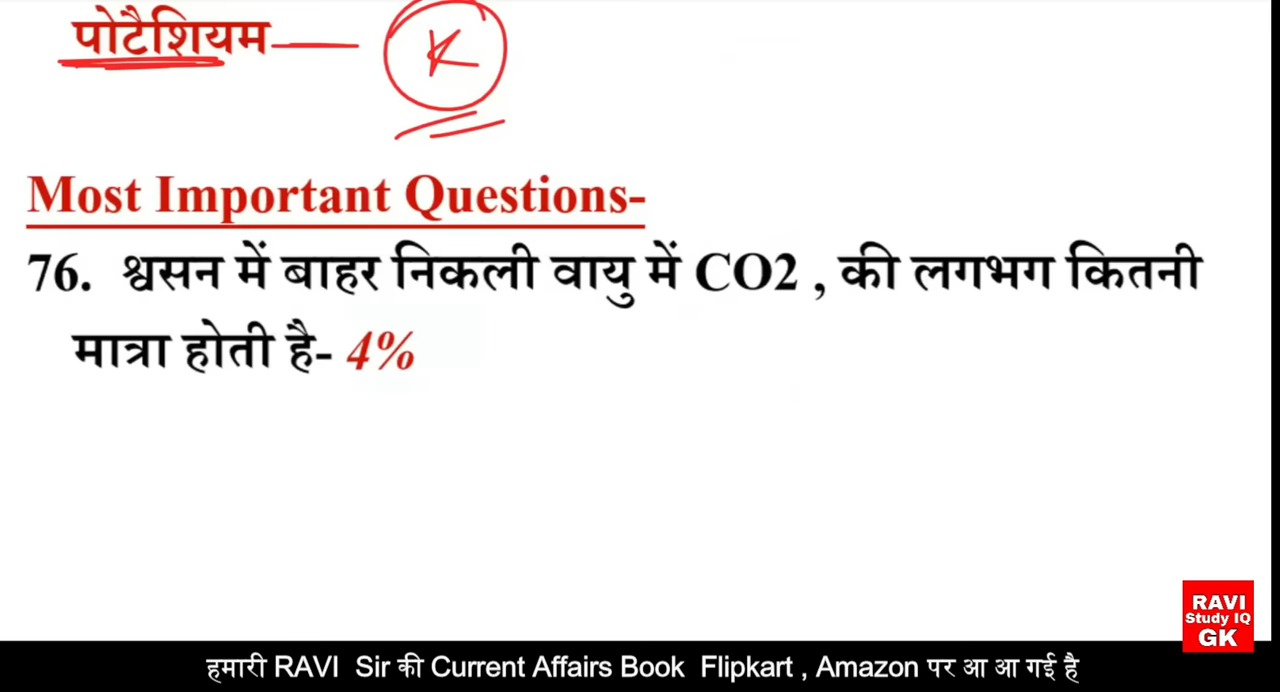 पोटैशियम — K
Most Important Questions-
76. श्वसन में बाहर निकली वायु में CO2 , की लगभग कितनी
मात्रा होती है- 4%
RAVI
Study IQ
GK
हमारी RAVI Sir की Current Affairs Book Flipkart , Amazon पर आ आ गई है